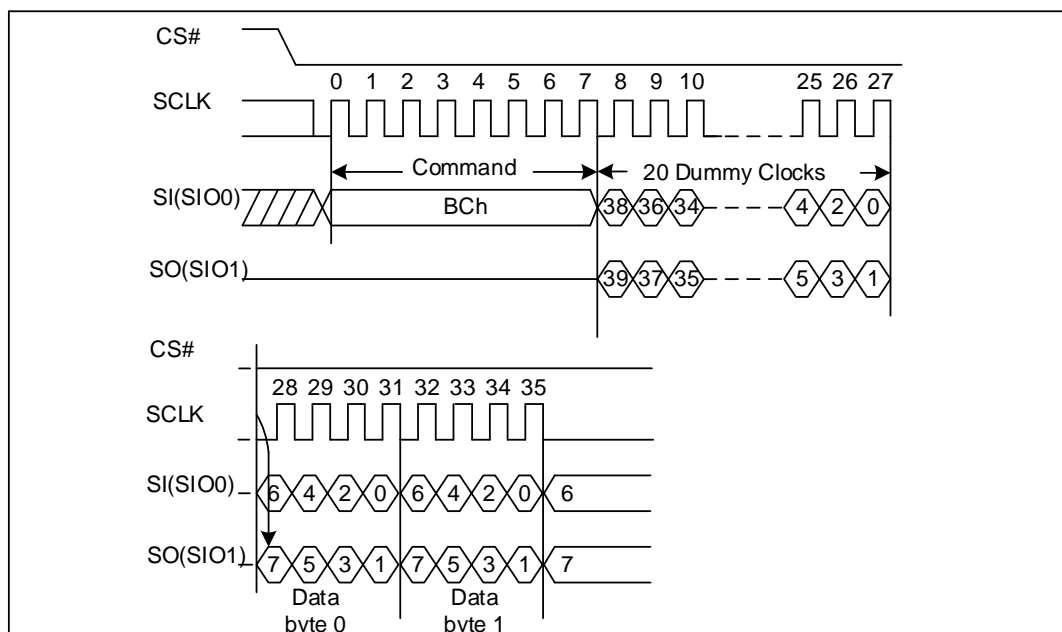 CS#
0 1 2 3 4 5 6 7 8 9 10 25 26 27
SCLK
Command
20 Dummy Clocks
SI(SIO0)
BCh
38 36 34 4 2 0
SO(SIO1)
39 37 35 5 3 1
CS#
28 29 30 31 32 33 34 35
SCLK
SI(SIO0)
6 4 2 0 6 4 2 0 6
SO(SIO1)
7 5 3 1 7 5 3 1 7
Data Data
byte 0 byte 1